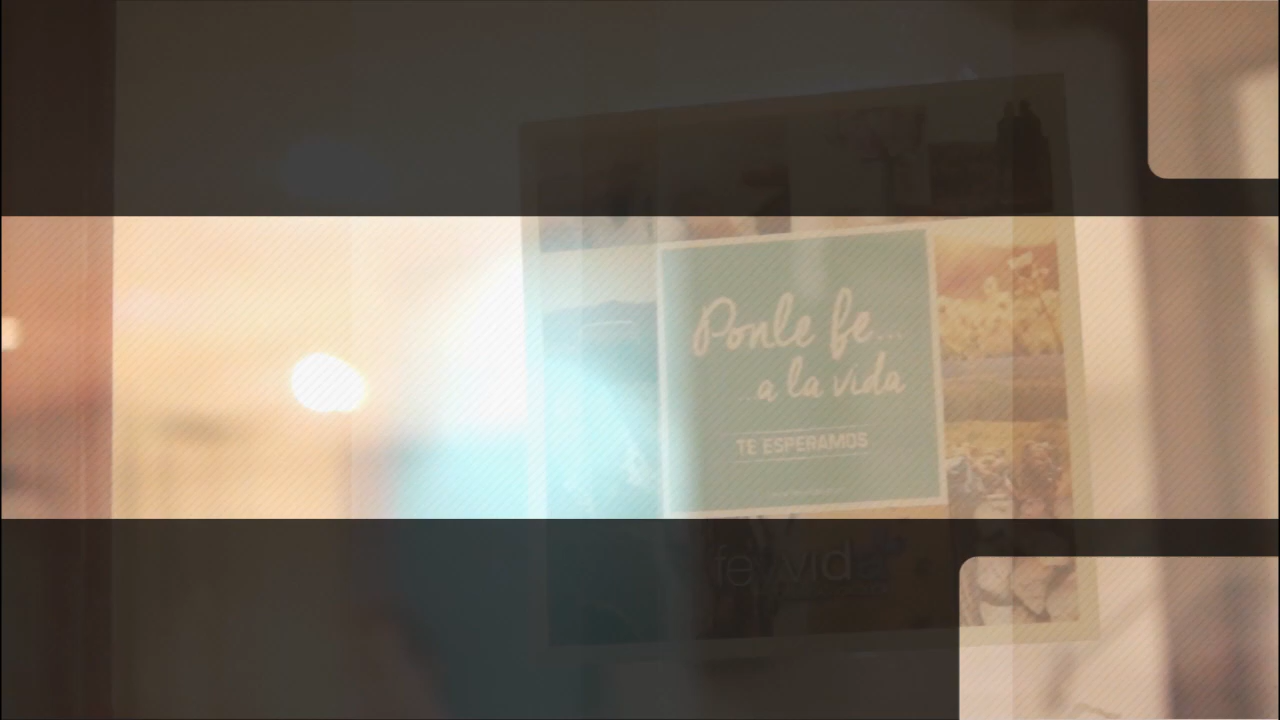 Ponle fe...
...a la vida
TE ESPERAMOS
fe y vida